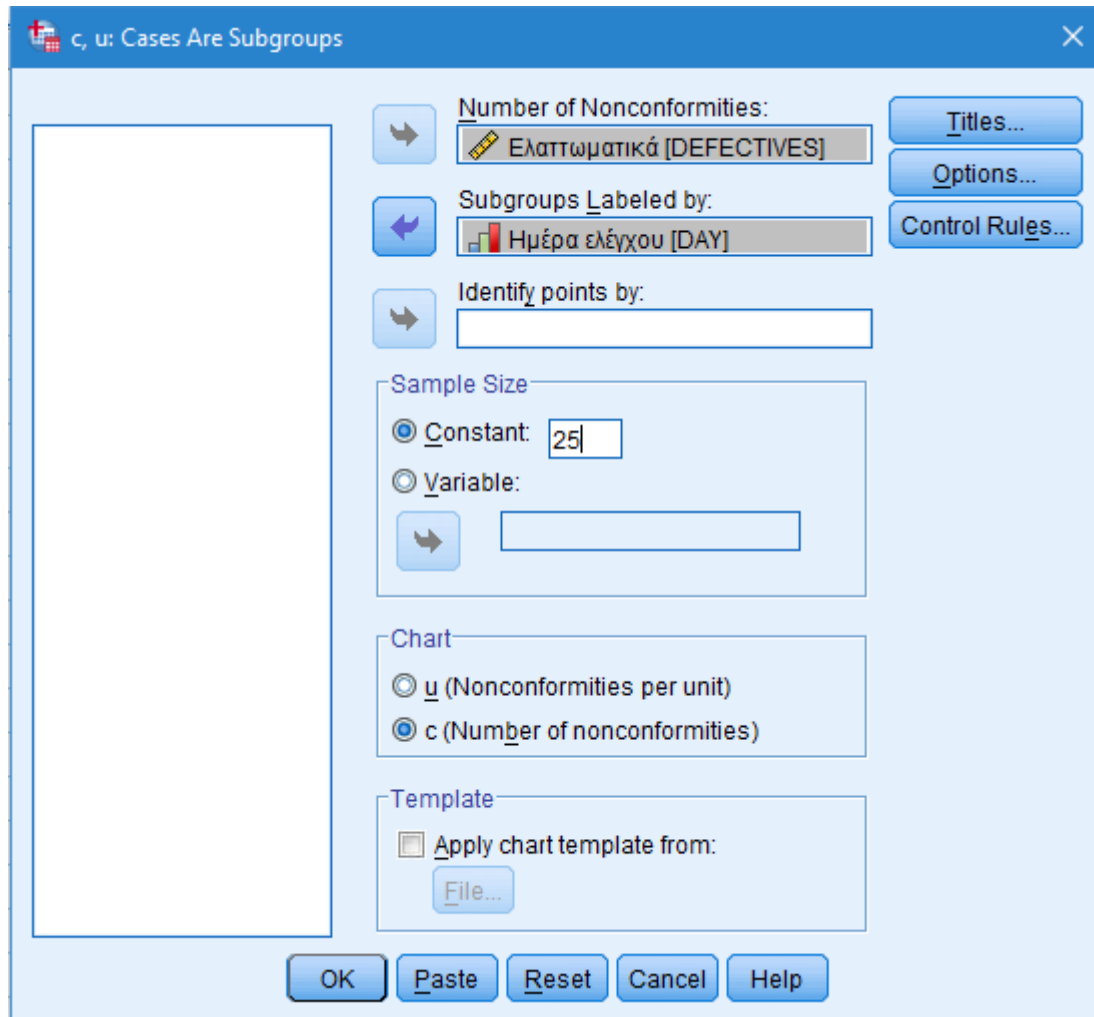 c, u: Cases Are Subgroups
Number of Nonconformities:
Ελαττωματικά [DEFECTIVES]
Titles...
Options...
Control Rules...
Subgroups Labeled by:
Ημέρα ελέγχου [DAY]
Identify points by:
Sample Size
Constant: 25
Variable:
Chart
u (Nonconformities per unit)
c (Number of nonconformities)
Template
Apply chart template from:
File...
OK Paste Reset Cancel Help